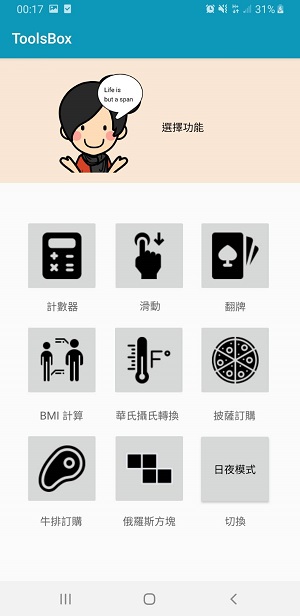 00:17
31%
ToolsBox
Life is
but a span
選擇功能
計數器
滑動
翻牌
F°
BMI 計算
華氏攝氏轉換
披薩訂購
日夜模式
牛排訂購
俄羅斯方塊
切換